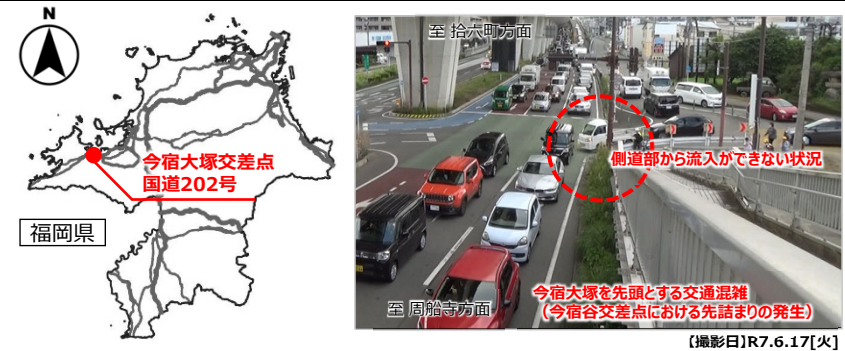 N
今宿大塚交差点
国道202号
福岡県
至 拾六町方面
側道部から流入ができない状況
今宿大塚を先頭とする交通混雑
（今宿谷交差点における先詰まりの発生）
至 周船寺方面
【撮影日】R7.6.17[火]